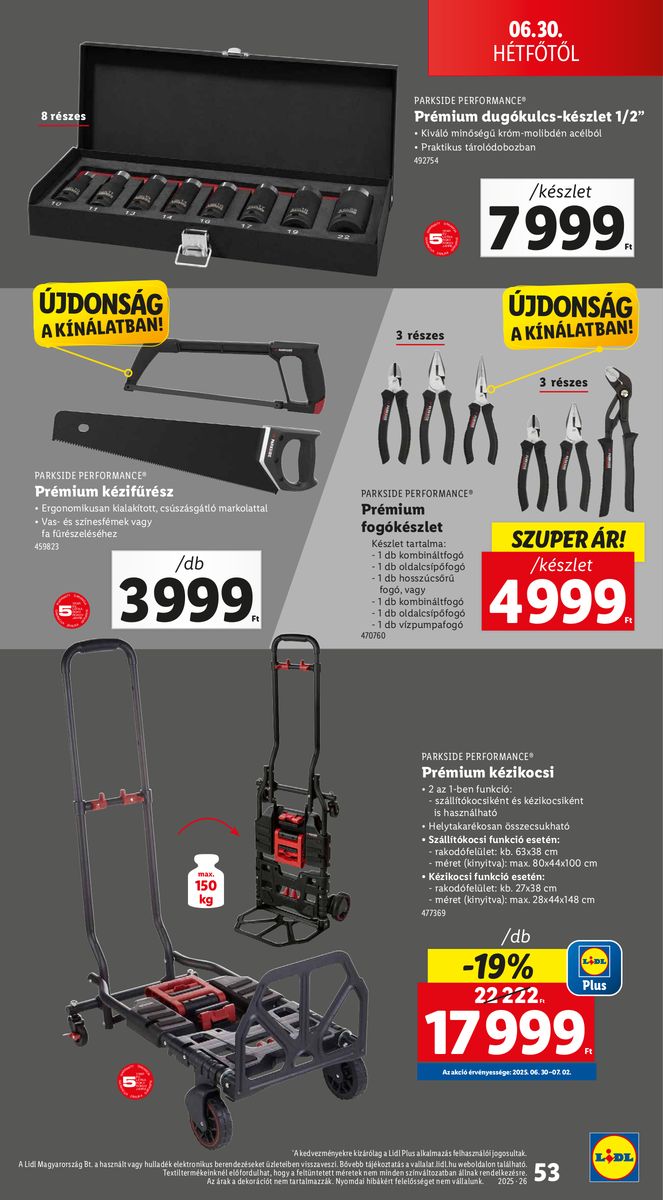 06.30.
HÉTFŐTŐL
8 részes
PARKSIDE PERFORMANCE®
Prémium dugókulcs-készlet 1/2”
• Kiváló minőségű króm-molibdén acélból
• Praktikus tárolódobozban
492754
10 11 13 14 16 17 19 22
/készlet
7 999 Ft
ÚJDONSÁG
A KÍNÁLATBAN!
ÚJDONSÁG
A KÍNÁLATBAN!
3 részes
3 részes
PARKSIDE PERFORMANCE®
Prémium kézifűrész
• Ergonomikusan kialakított, csúszásgátló markolattal
• Vas- és színesfémek vagy
fa fűrészeléséhez
459823
/db
3 999 Ft
PARKSIDE PERFORMANCE®
Prémium
fogókészlet
Készlet tartalma:
- 1 db kombináltfogó
- 1 db oldalcsípőfogó
- 1 db hosszúcsőrű
fogó, vagy
- 1 db kombináltfogó
- 1 db oldalcsípőfogó
- 1 db vízpumpafogó
470760
SZUPER ÁR!
/készlet
4 999 Ft
PARKSIDE PERFORMANCE®
Prémium kézikocsi
• 2 az 1-ben funkció:
- szállítókocsiként és kézikocsiként
is használható
• Helytakarékosan összecsukható
• Szállítókocsi funkció esetén:
- rakodófelület: kb. 63x38 cm
- méret (kinyitva): max. 80x44x100 cm
• Kézikocsi funkció esetén:
- rakodófelület: kb. 27x38 cm
- méret (kinyitva): max. 28x44x148 cm
477369
max.
150
kg
/db
-19%
22 222 Ft
17 999 Ft
LIDL
Plus
Az akció érvényessége: 2025. 06. 30-07. 02.
*A kedvezményekre kizárólag a Lidl Plus alkalmazás felhasználói jogosultak.
A Lidl Magyarország Bt. a használt vagy hulladék elektronikus berendezéseket üzleteiben visszaveszi. Bővebb tájékoztatás a vallalat.lidl.hu weboldalon található.
Textiltermékeinknél előfordulhat, hogy a feltüntetett méretek nem minden színváltozatban állnak rendelkezésre.
Az árak a dekorációt nem tartalmazzák. Nyomdai hibákért felelősséget nem vállalunk.
2025 - 26
53
LIDL